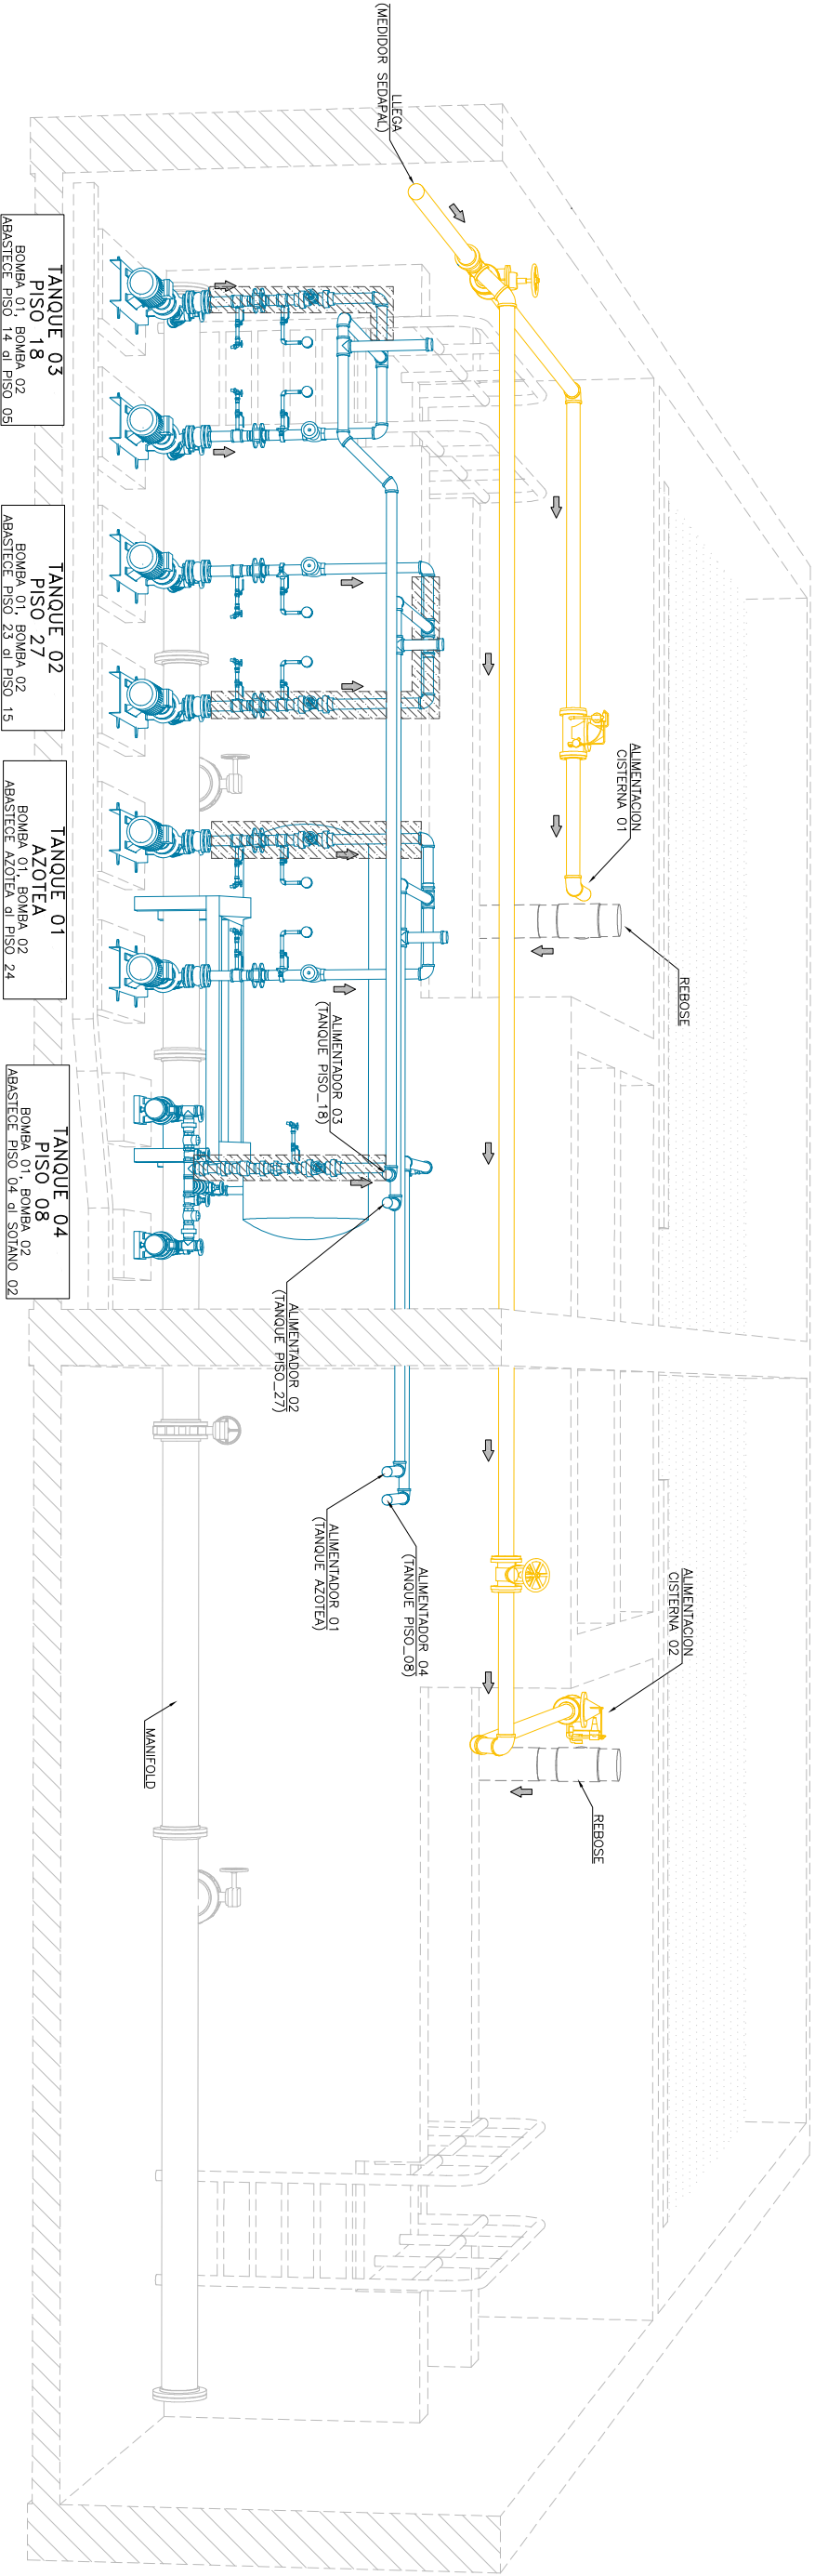 LLEGA
(MEDIDOR SEDAPAL)
ALIMENTACION
CISTERNA 01
REBOSE
ALIMENTACION
CISTERNA 02
REBOSE
ALIMENTADOR 03
(TANQUE PISO_18)
ALIMENTADOR 02
(TANQUE PISO_27)
ALIMENTADOR 01
(TANQUE AZOTEA)
ALIMENTADOR 04
(TANQUE PISO_08)
MANIFOLD
TANQUE 03
PISO 18
BOMBA 01, BOMBA 02
ABASTECE PISO 14 al PISO 05
TANQUE 02
PISO 27
BOMBA 01, BOMBA 02
ABASTECE PISO 23 al PISO 15
TANQUE 01
AZOTEA
BOMBA 01, BOMBA 02
ABASTECE AZOTEA al PISO 24
TANQUE 04
PISO 08
BOMBA 01, BOMBA 02
ABASTECE PISO 04 al SOTANO 02